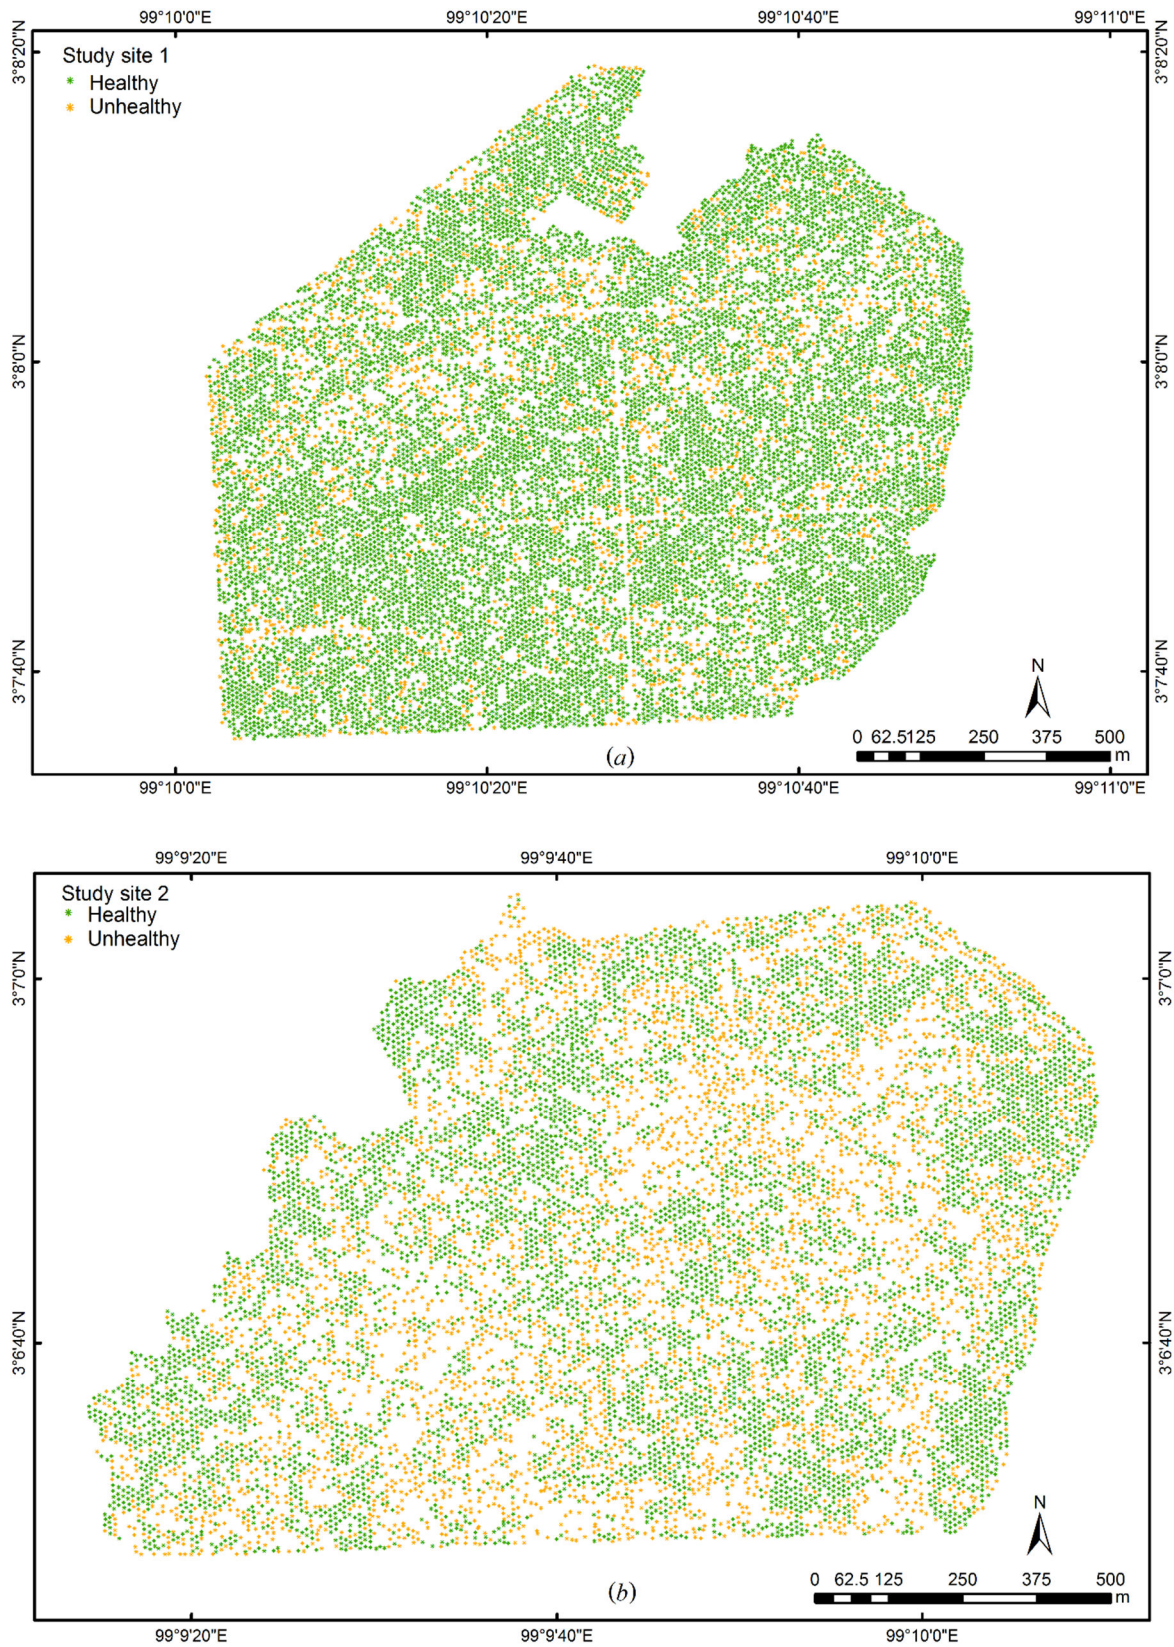 99°10'0"E 99°10'20"E 99°10'40"E 99°11'0"E
3°8'20"N 3°8'20"N
Study site 1
Healthy
Unhealthy
3°8'0"N 3°8'0"N
3°7'40"N 3°7'40"N
N
0 62.5125 250 375 500
m
(a)
99°10'0"E 99°10'20"E 99°10'40"E 99°11'0"E
99°9'20"E 99°9'40"E 99°10'0"E
Study site 2
Healthy
Unhealthy
3°7'0"N 3°7'0"N
3°6'40"N 3°6'40"N
N
0 62.5 125 250 375 500
m
(b)
99°9'20"E 99°9'40"E 99°10'0"E